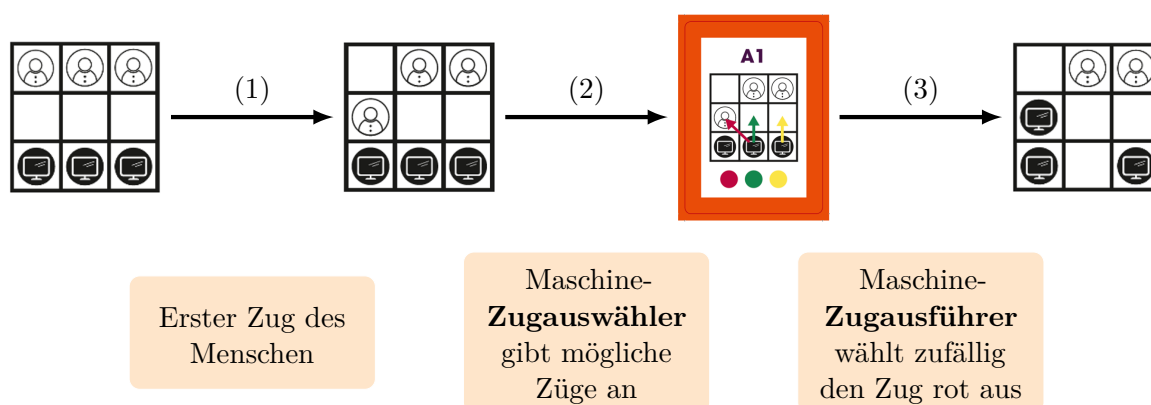 (1)
(2)
(3)
A1
Erster Zug des
Menschen
Maschine-
Zugauswähler
gibt mögliche
Züge an
Maschine-
Zugausführer
wählt zufällig
den Zug rot aus